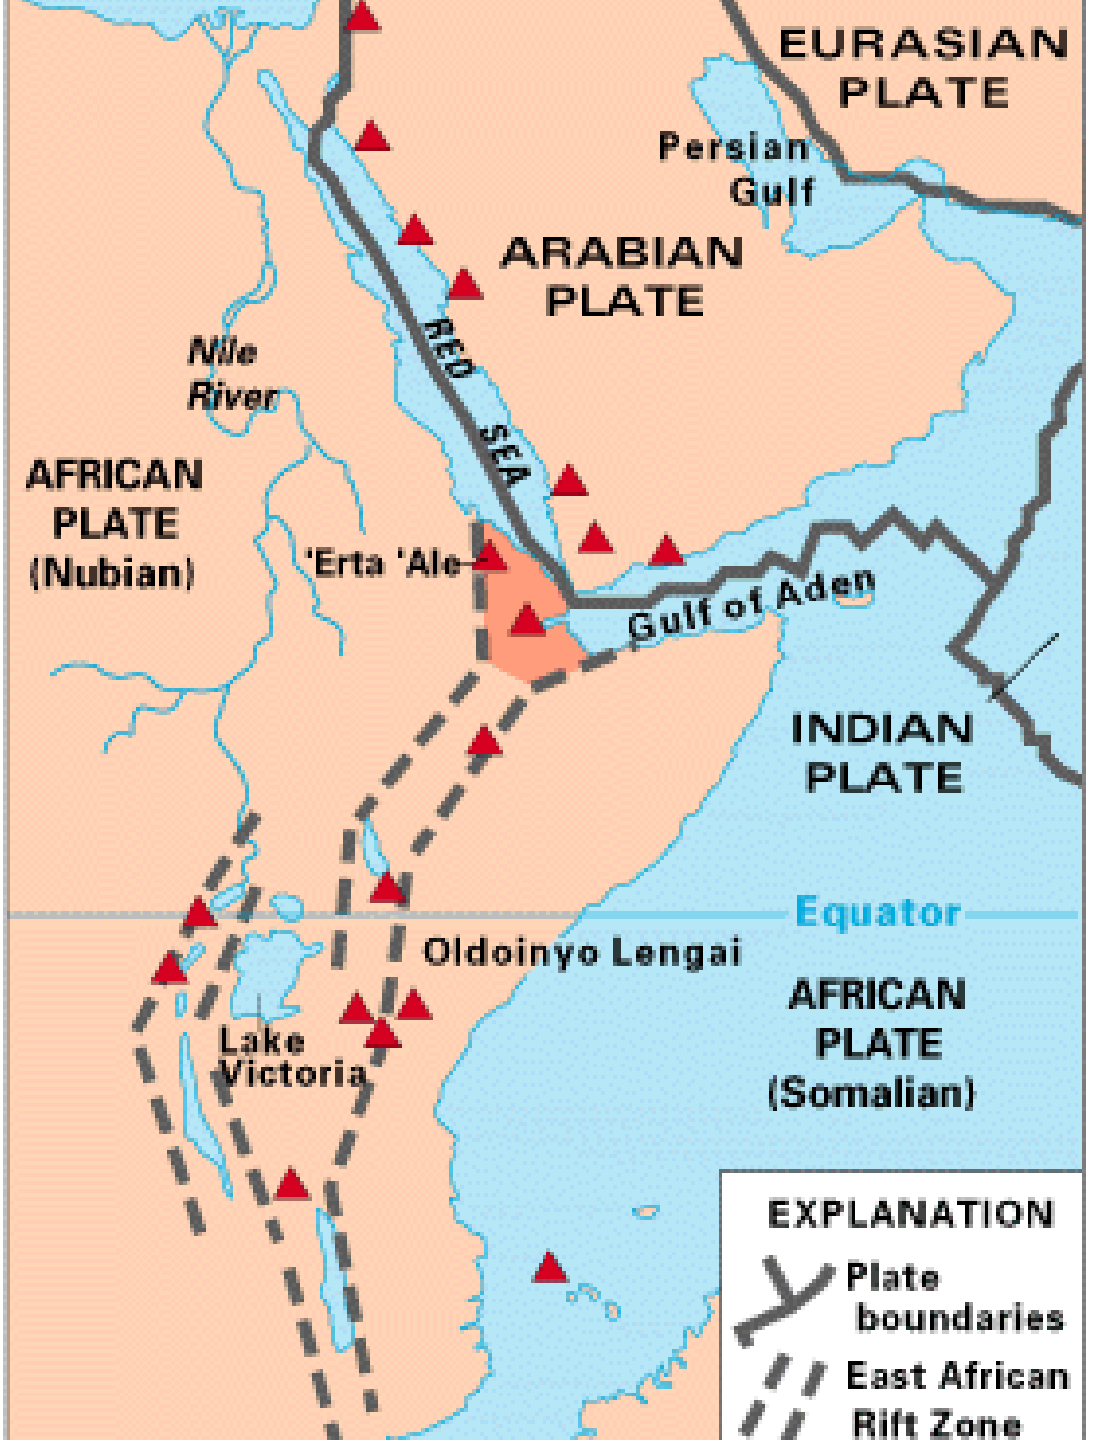 EURASIAN
PLATE
Persian
Gulf
ARABIAN
PLATE
RED
SEA
Nile
River
AFRICAN
PLATE
(Nubian)
'Erta 'Ale
Gulf of Aden
INDIAN
PLATE
Equator
Oldoinyo Lengai
AFRICAN
PLATE
(Somalian)
Lake
Victoria
EXPLANATION
Plate
boundaries
East African
Rift Zone